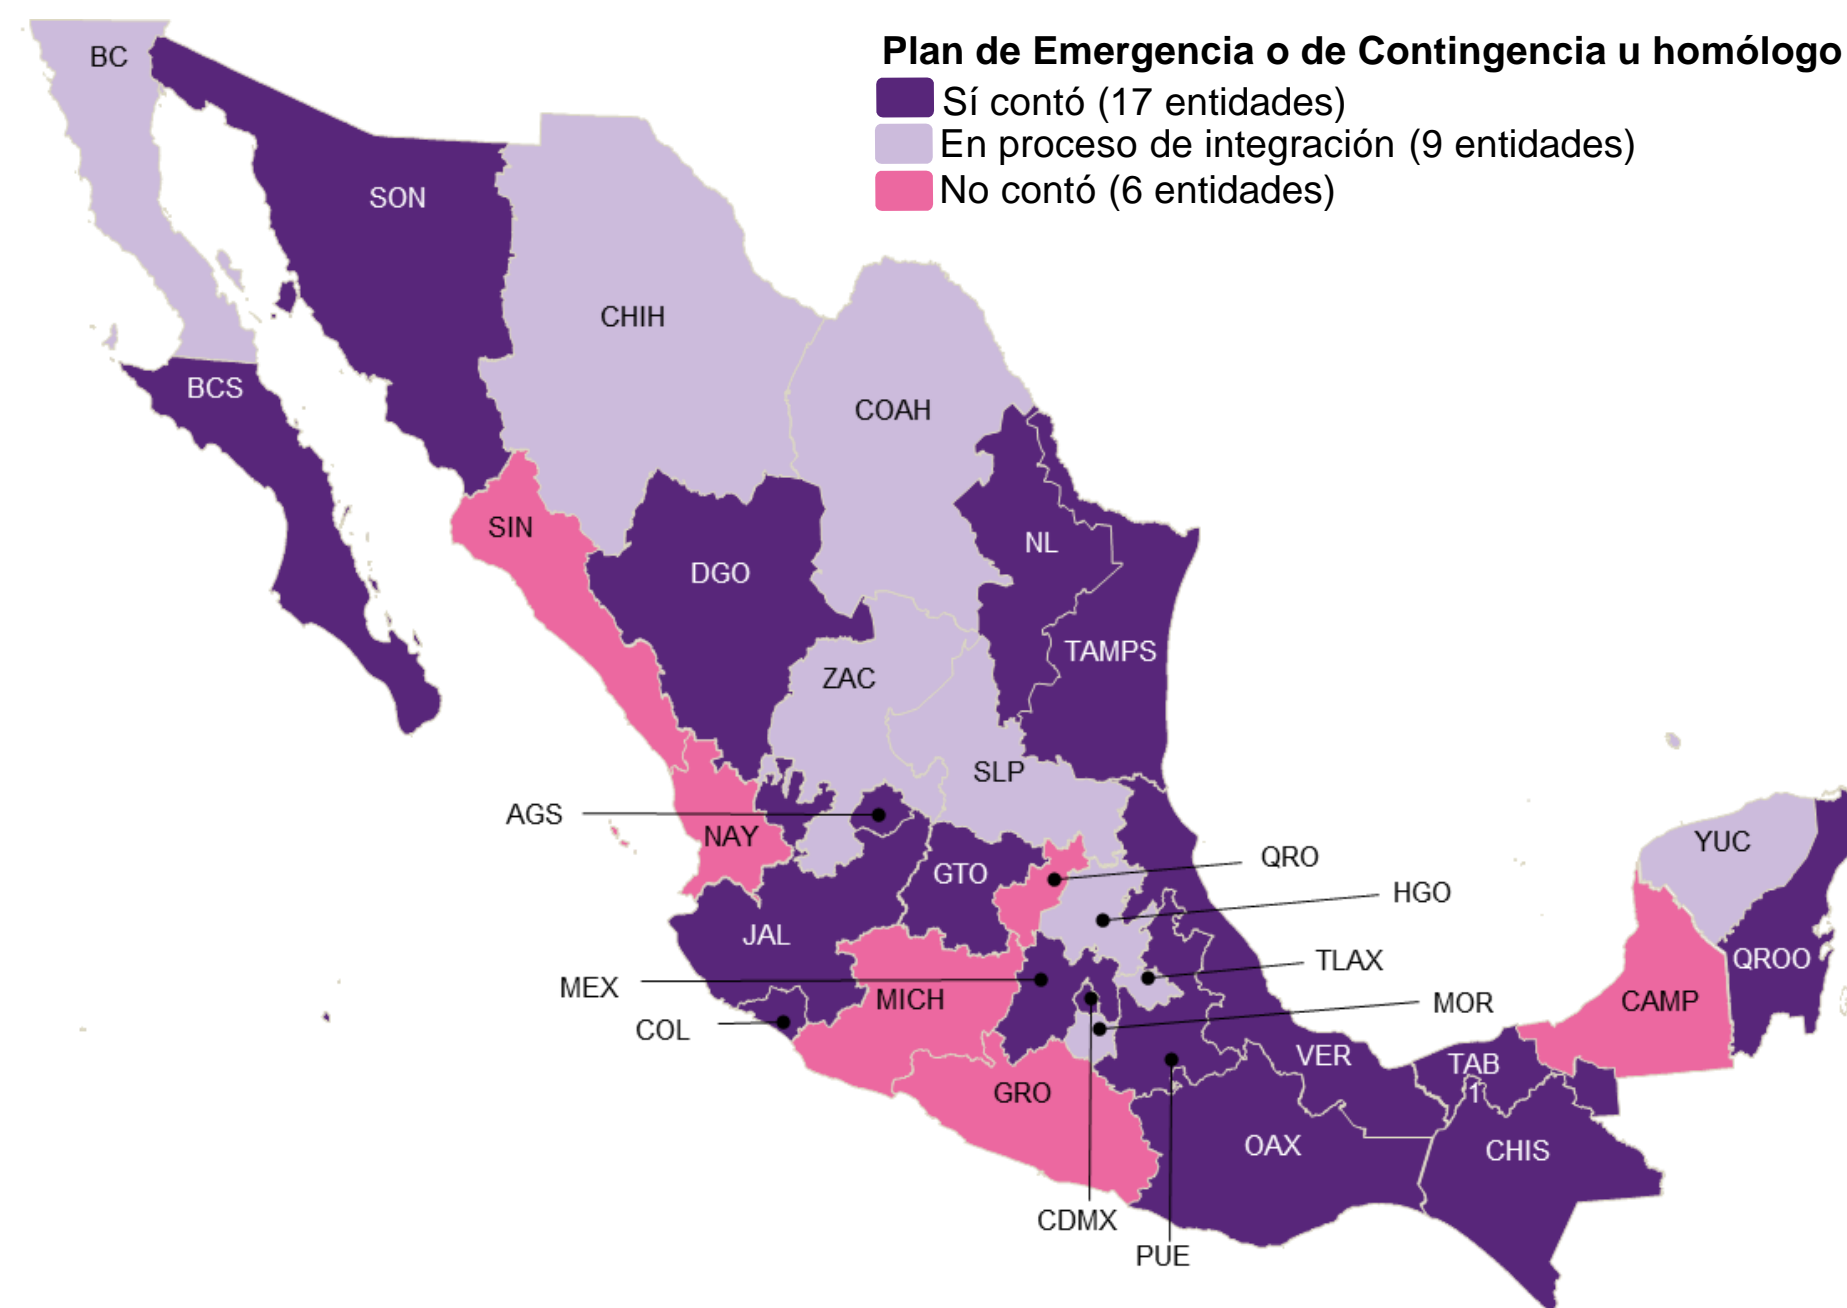 Plan de Emergencia o de Contingencia u homólogo
Sí contó (17 entidades)
En proceso de integración (9 entidades)
No contó (6 entidades)
BC
SON
CHIH
BCS
COAH
SIN
NL
DGO
TAMPS
ZAC
SLP
AGS
NAY
YUC
QRO
GTO
HGO
JAL
QROO
TLAX
MEX
MICH
CAMP
MOR
COL
VER
TAB
1
GRO
OAX
CHIS
CDMX
PUE